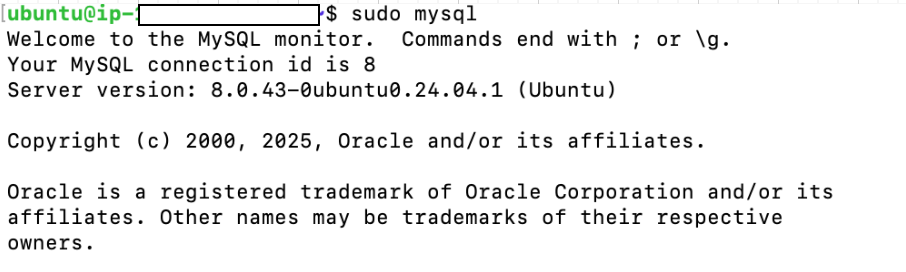 [ubuntu@ip-$ sudo mysql
Welcome to the MySQL monitor.  Commands end with ; or \g.
Your MySQL connection id is 8
Server version: 8.0.43-0ubuntu0.24.04.1 (Ubuntu)

Copyright (c) 2000, 2025, Oracle and/or its affiliates.

Oracle is a registered trademark of Oracle Corporation and/or its
affiliates. Other names may be trademarks of their respective
owners.